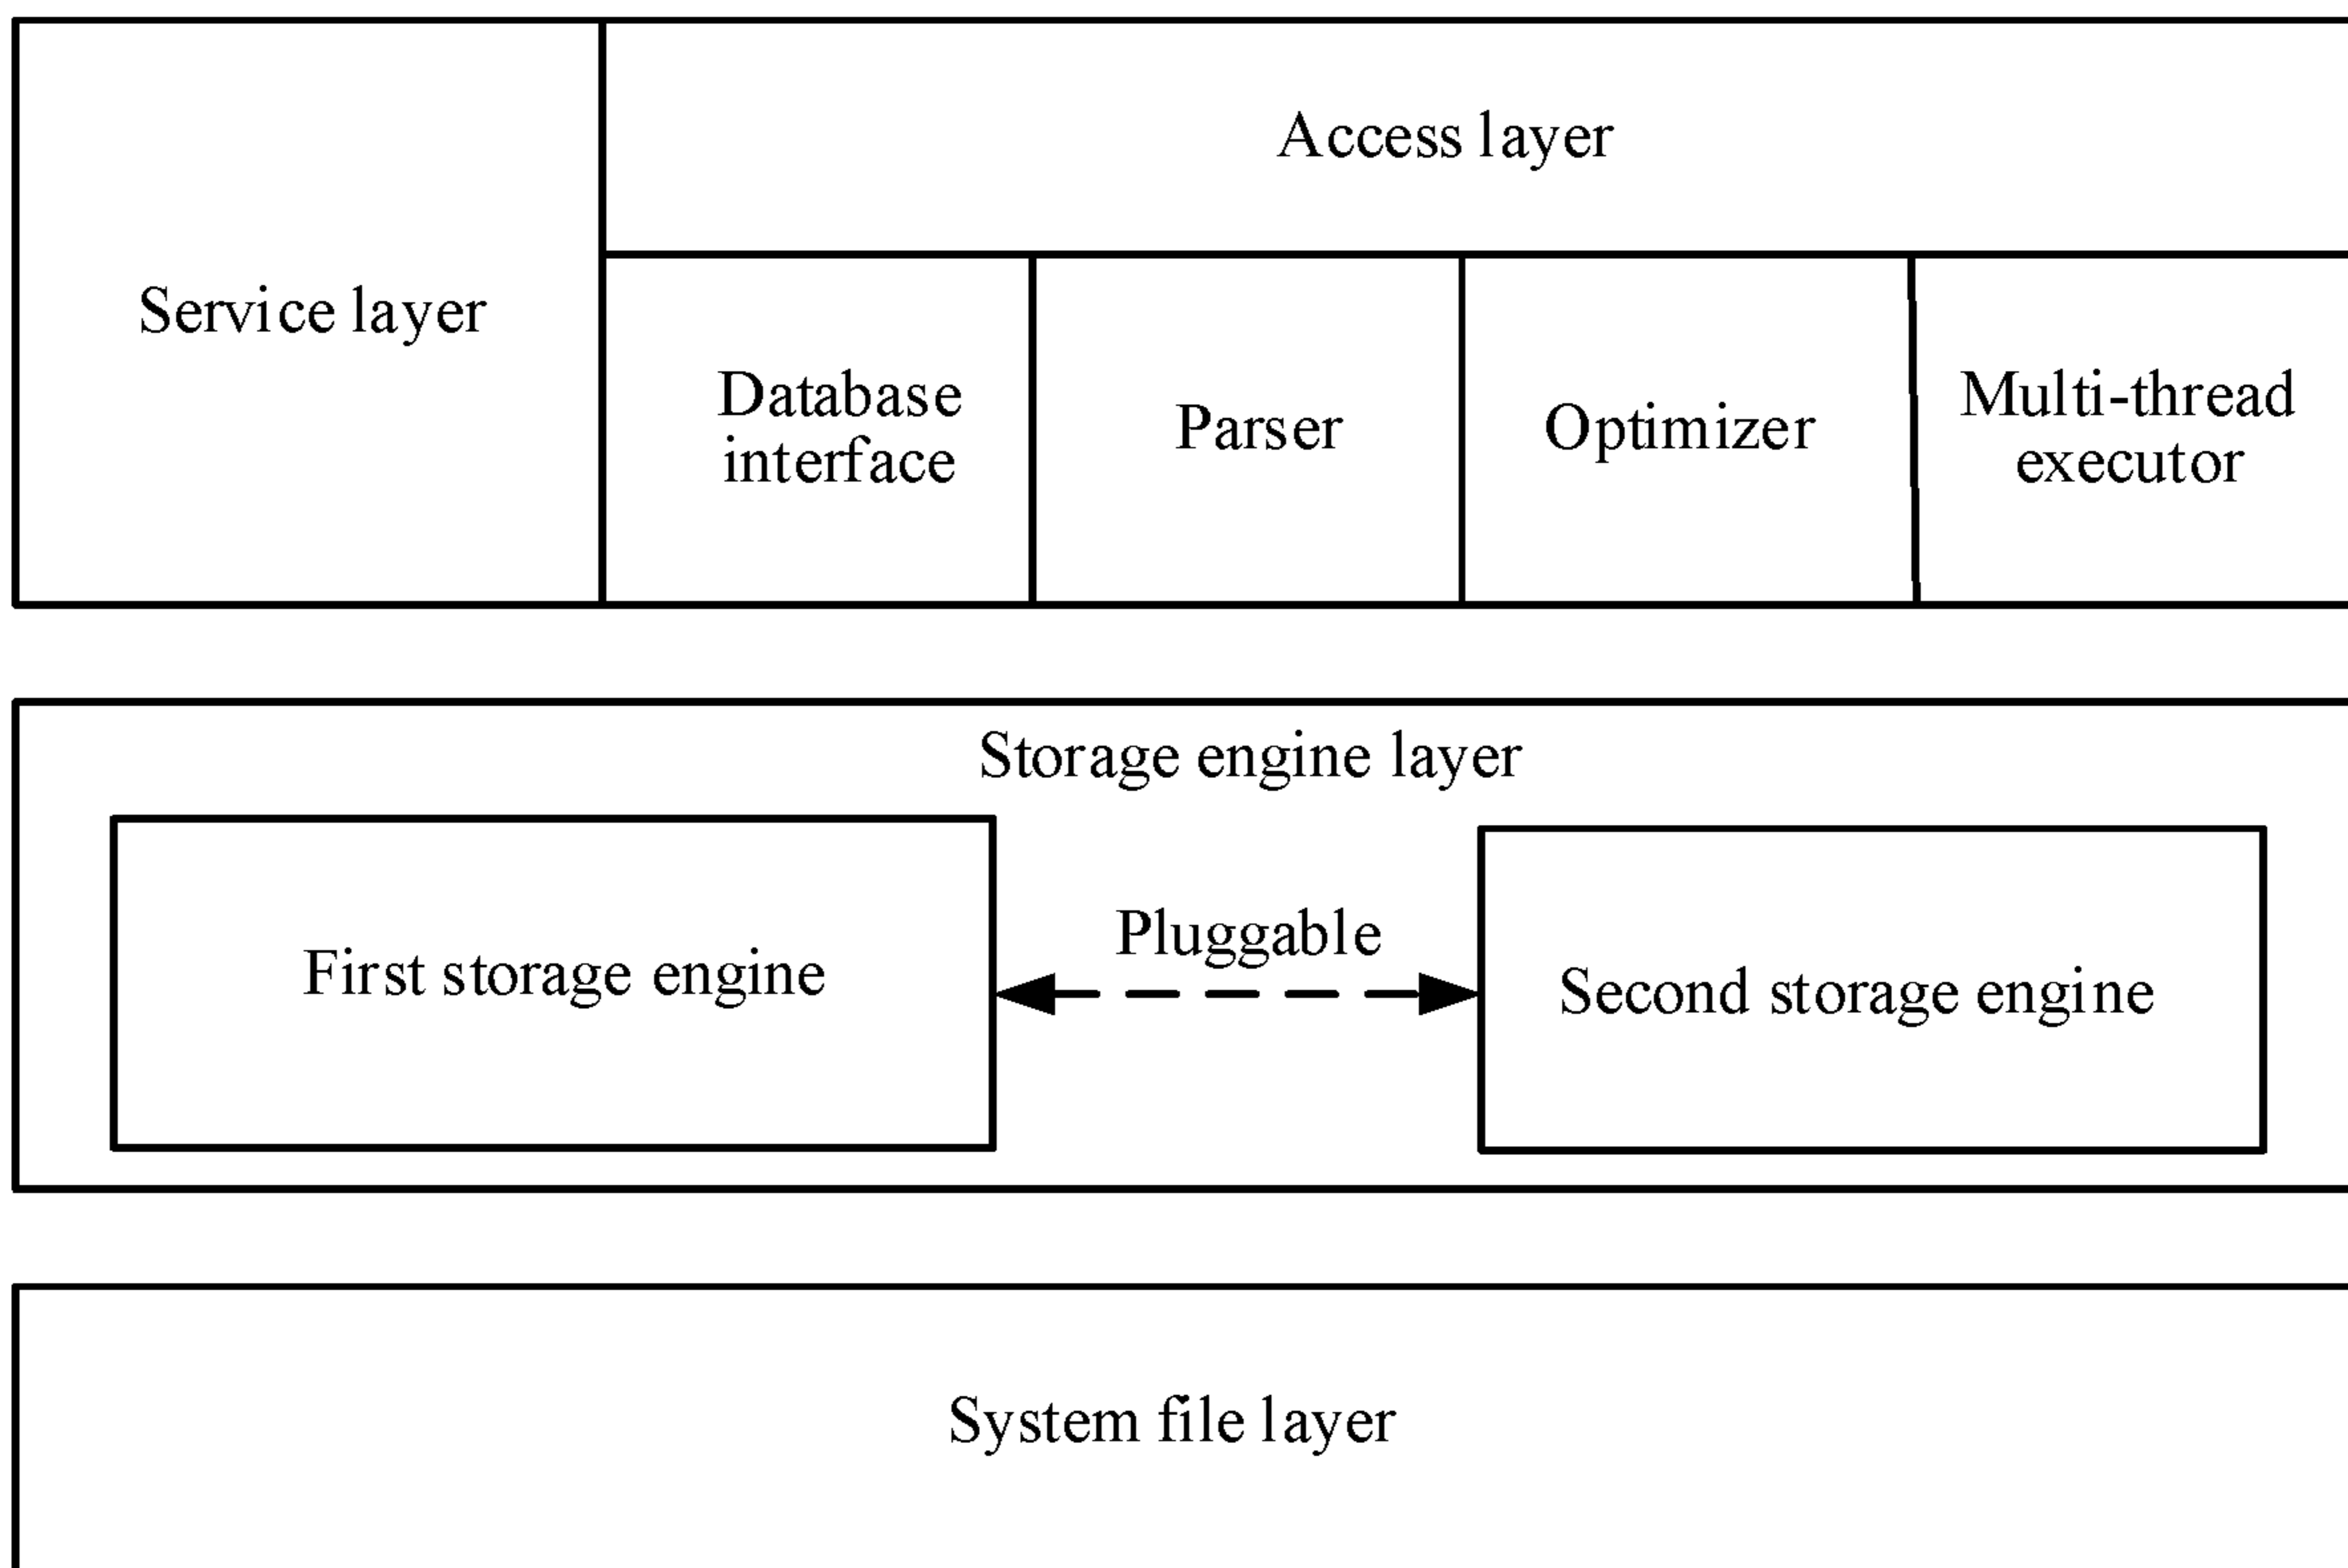 Access layer
Service layer
Database
interface
Parser
Optimizer
Multi-thread
executor
Storage engine layer
First storage engine
Pluggable
Second storage engine
System file layer